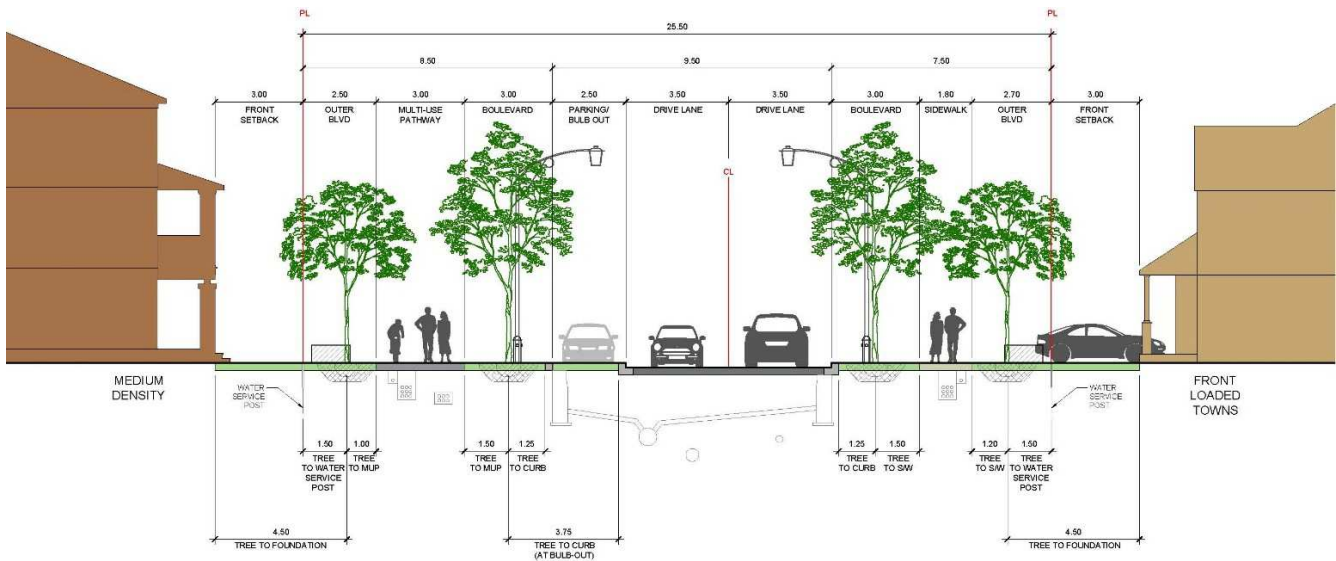 PL
PL
25.50
8.50
9.50
7.50
3.00
2.50
3.00
3.00
2.50
3.50
3.50
3.00
1.80
2.70
3.00
FRONT
SETBACK
OUTER
BLVD
MULTI-USE
PATHWAY
BOULEVARD
PARKING/
BULB OUT
DRIVE LANE
DRIVE LANE
BOULEVARD
SIDEWALK
OUTER
BLVD
FRONT
SETBACK
CL
MEDIUM
DENSITY
WATER
SERVICE
POST
WATER
SERVICE
POST
FRONT
LOADED
TOWNS
1.50
1.00
1.50
1.25
1.25
1.50
1.20
1.50
TREE
TO WATER
SERVICE
POST
TREE
TO MUP
TREE
TO MUP
TREE
TO CURB
TREE
TO CURB
TREE
TO S/W
TREE
TO S/W
TREE
TO WATER
SERVICE
POST
4.50
TREE TO FOUNDATION
3.75
TREE TO CURB
(AT BULB-OUT)
4.50
TREE TO FOUNDATION